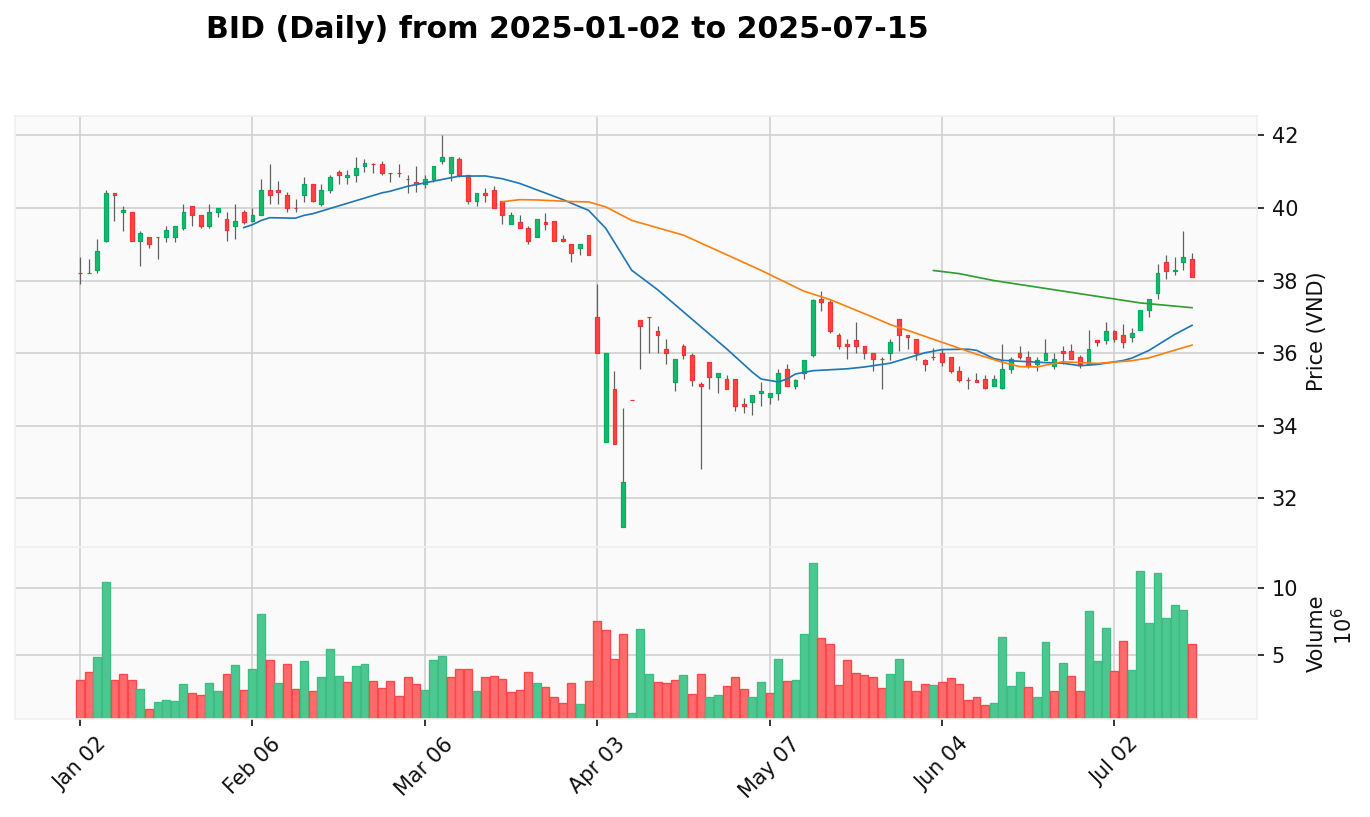 BID (Daily) from 2025-01-02 to 2025-07-15
42
40
38
36
34
32
Price (VND)
10
5
Volume
10⁶
Jan 02
Feb 06
Mar 06
Apr 03
May 07
Jun 04
Jul 02